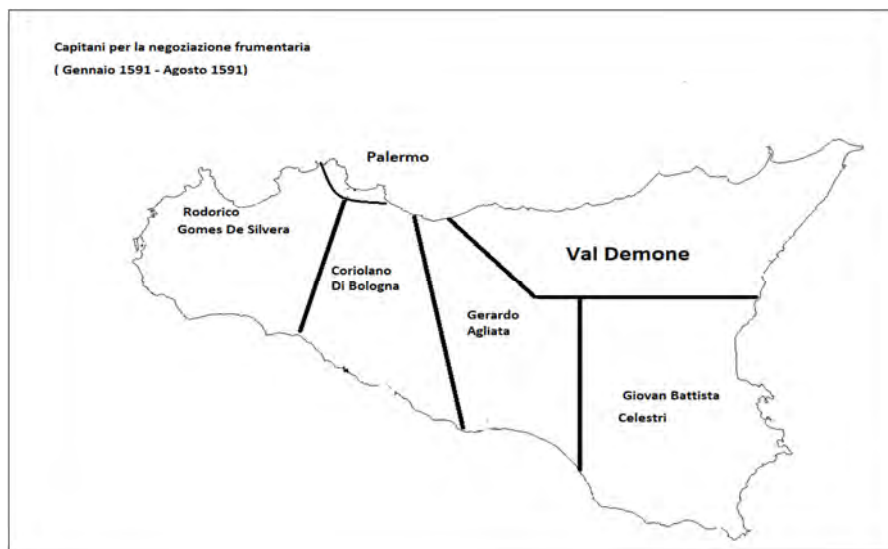 Capitani per la negoziazione frumentaria
( Gennaio 1591 - Agosto 1591)
Palermo
Rodorico
Gomes De Silvera
Coriolano
Di Bologna
Val Demone
Gerardo
Agliata
Giovan Battista
Celestri